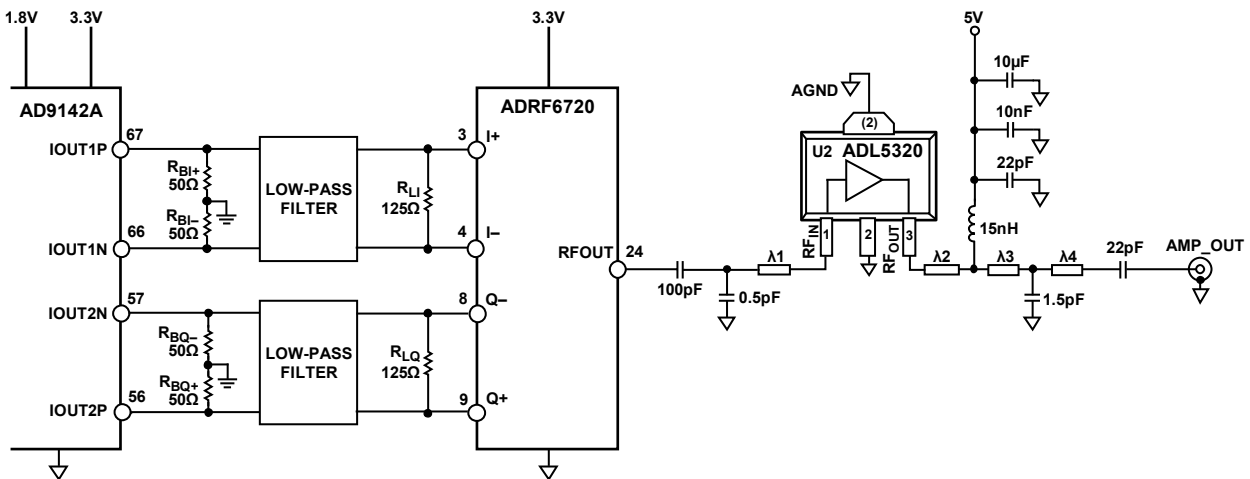 1.8V
3.3V
AD9142A
IOUT1P
67
RBI+
50Ω
RBI–
50Ω
IOUT1N
66
LOW-PASS
FILTER
RLI
125Ω
IOUT2N
57
RBQ–
50Ω
RBQ+
50Ω
IOUT2P
56
LOW-PASS
FILTER
RLQ
125Ω
3.3V
ADRF6720
3
I+
4
I–
8
Q–
9
Q+
RFOUT
24
100pF
0.5pF
λ1
AGND
(2)
U2
ADL5320
RFIN
1
2
RFOUT
3
λ2
5V
10µF
10nF
22pF
15nH
λ3
λ4
1.5pF
22pF
AMP_OUT